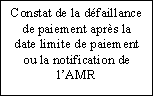 Constat de la défaillance
de paiement après la
date limite de paiement
ou la notification de
l'AMR